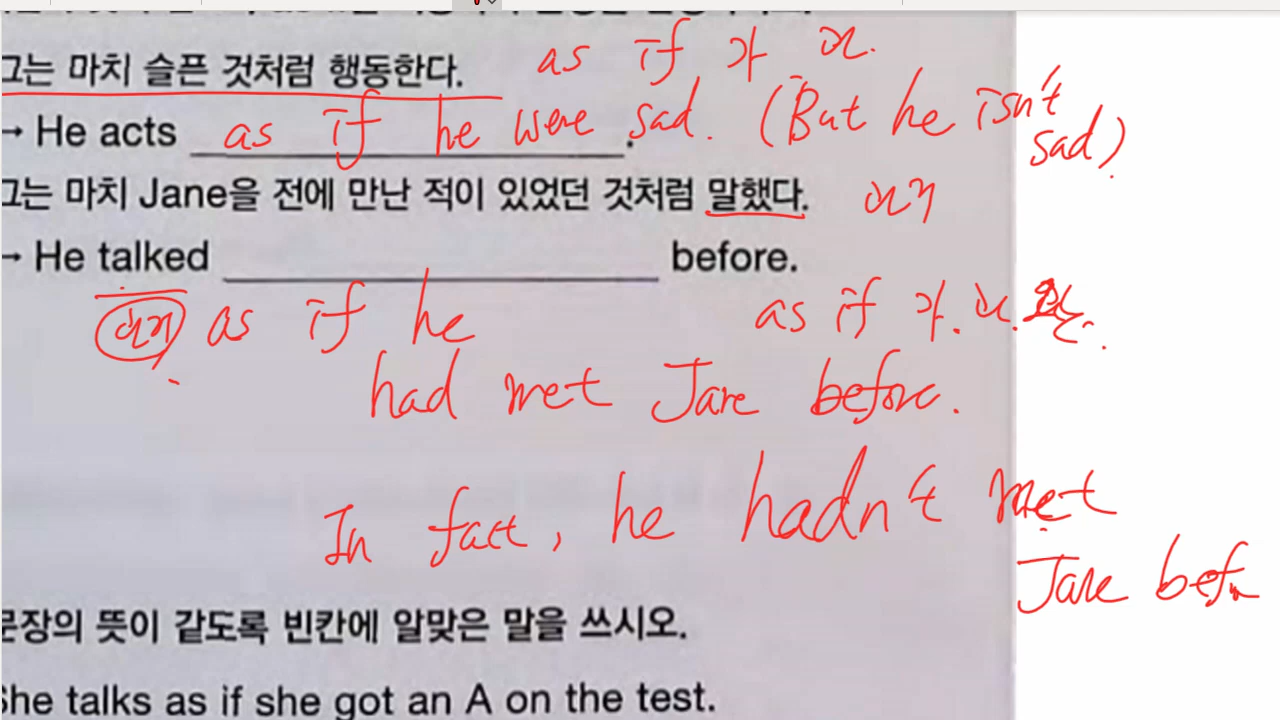 그는 마치 슬픈 것처럼 행동한다.
as if 가 과.
→ He acts as if he were sad. (But he isn't sad)
그는 마치 Jane을 전에 만난 적이 있었던 것처럼 말했다.
과거
→ He talked before.
as if he
as if 가. 과.
had met Jane before.
In fact, he hadn't met
Jane befor
문장의 뜻이 같도록 빈칸에 알맞은 말을 쓰시오.
She talks as if she got an A on the test.